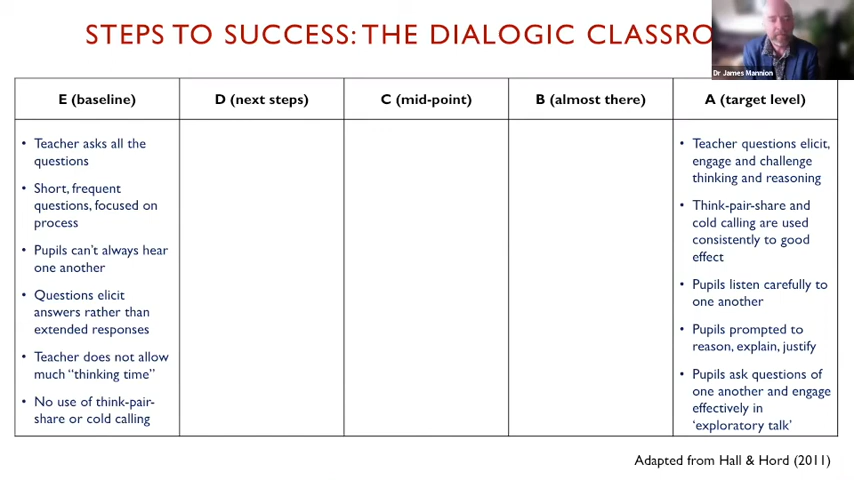 STEPS TO SUCCESS: THE DIALOGIC
Dr James Mannion
E (baseline)
D (next steps)
C (mid-point)
B (almost there)
A (target level)
• Teacher asks all the
questions
• Short, frequent
questions, focused on
process
• Pupils can't always hear
one another
• Questions elicit
answers rather than
extended responses
• Teacher does not allow
much "thinking time"
• No use of think-pair-
share or cold calling
• Teacher questions elicit,
engage and challenge
thinking and reasoning
• Think-pair-share and
cold calling are used
consistently to good
effect
• Pupils listen carefully to
one another
• Pupils prompted to
reason, explain, justify
• Pupils ask questions of
one another and engage
effectively in
'exploratory talk'
Adapted from Hall & Hord (2011)